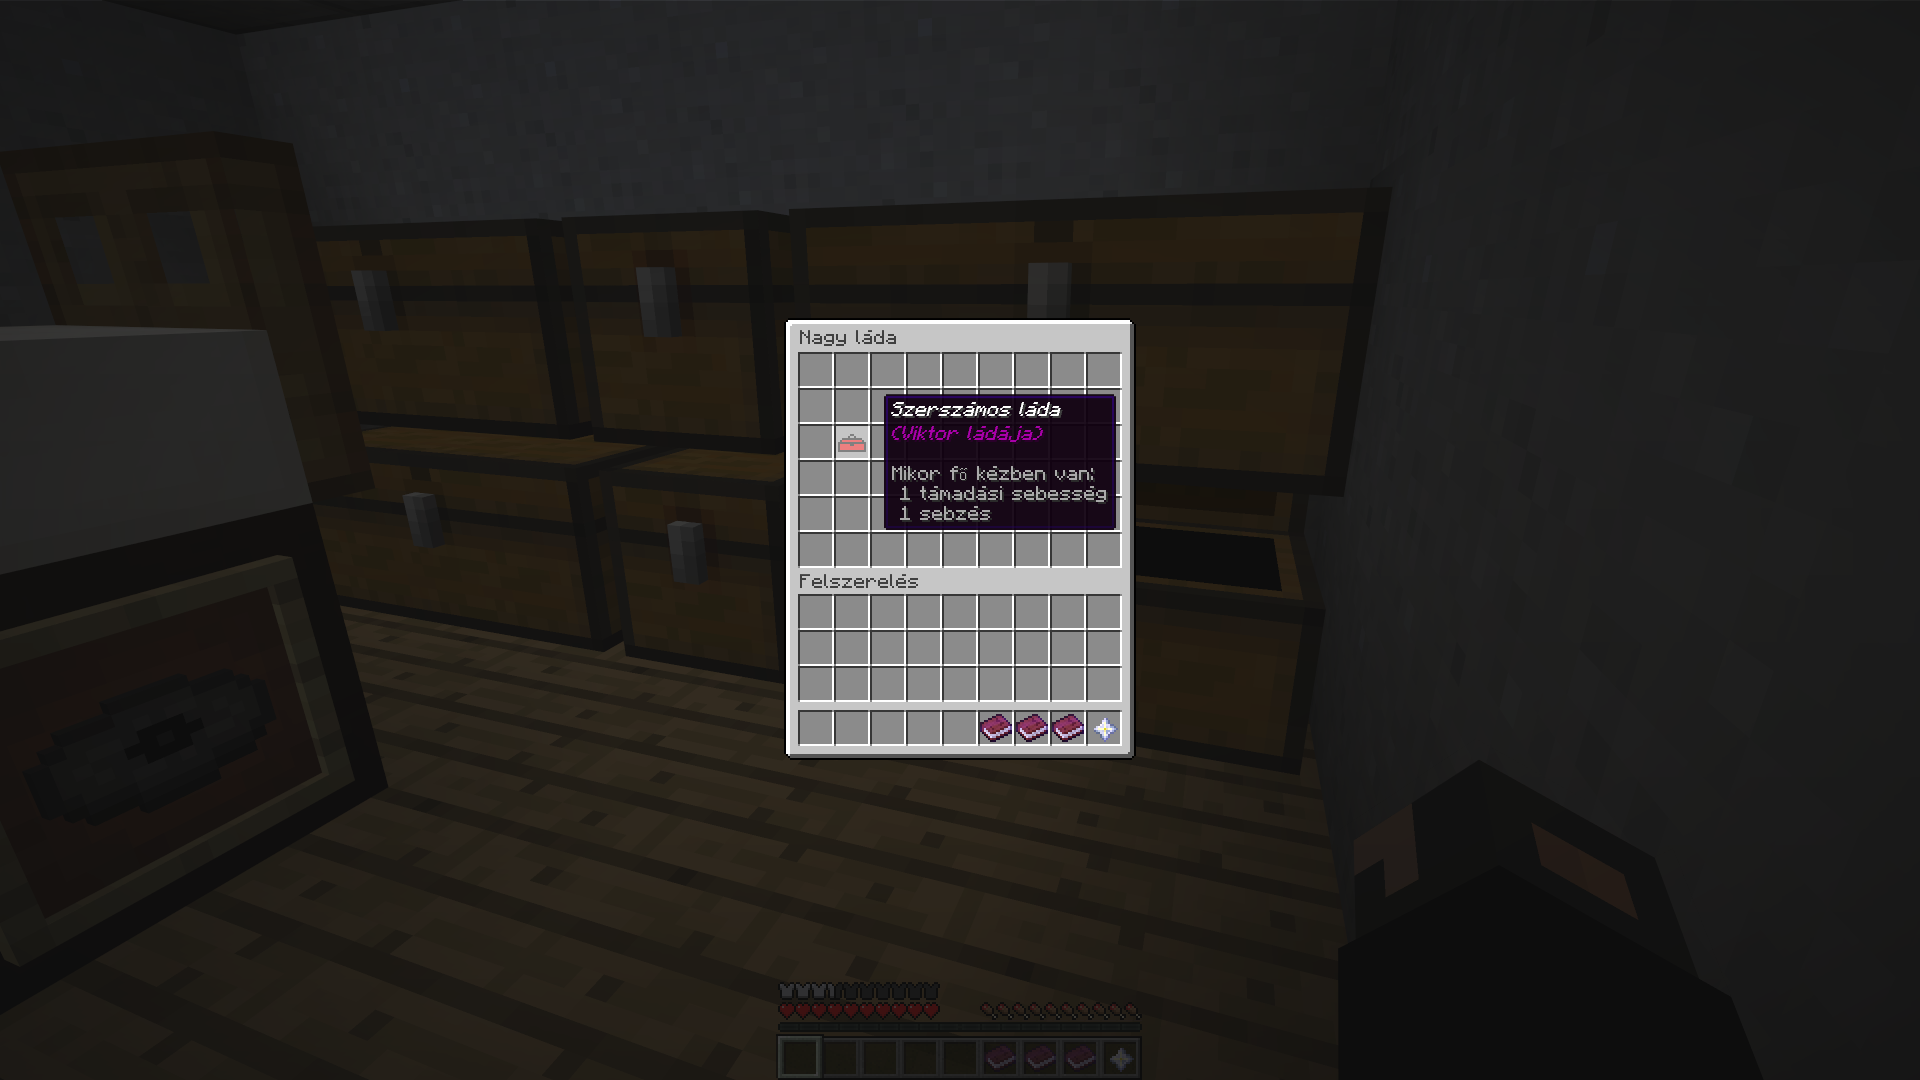 Nagy láda
Szerszámos láda
(Viktor ládája)
Mikor fő kézben van:
1 támadási sebesség
1 sebzés
Felszerelés